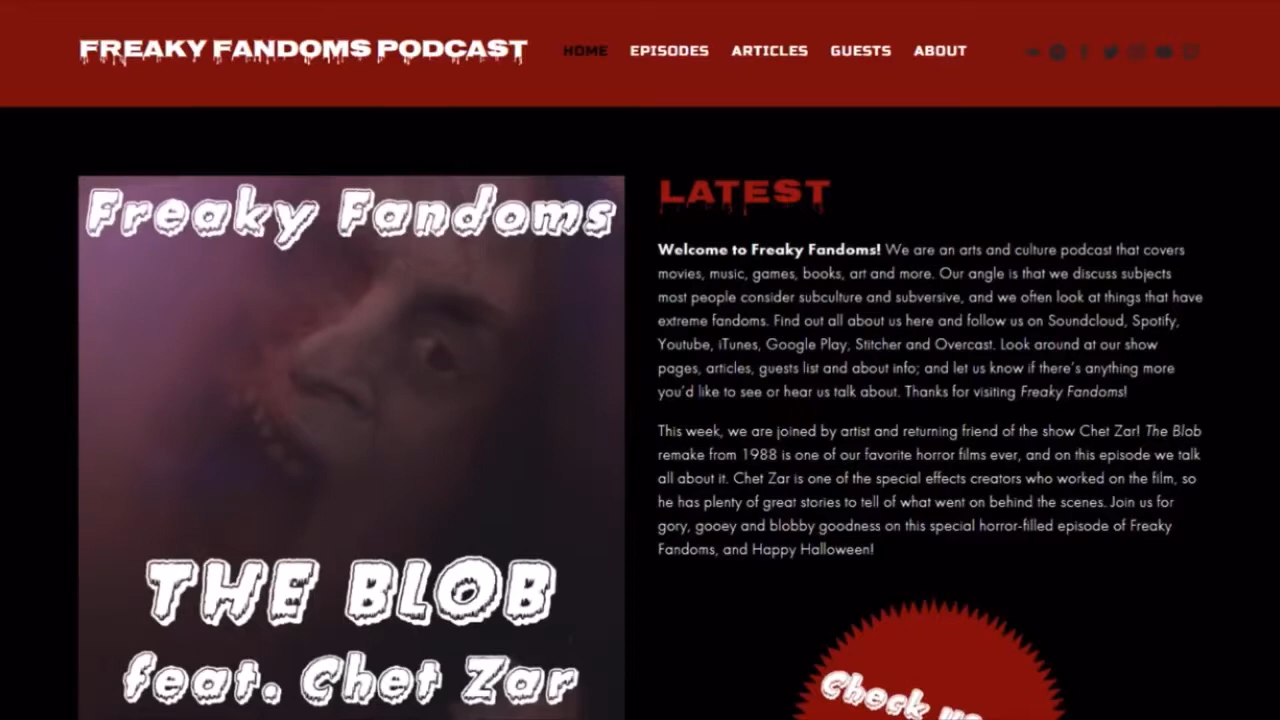 FREAKY FANDOMS PODCAST
HOME EPISODES ARTICLES GUESTS ABOUT
Freaky Fandoms
THE BLOB
feat. Chet Zar
LATEST
Welcome to Freaky Fandoms! We are an arts and culture podcast that covers
movies, music, games, books, art and more. Our angle is that we discuss subjects
most people consider subculture and subversive, and we often look at things that have
extreme fandoms. Find out all about us here and follow us on Soundcloud, Spotify,
Youtube, iTunes, Google Play, Stitcher and Overcast. Look around at our show
pages, articles, guests list and about info; and let us know if there's anything more
you'd like to see or hear us talk about. Thanks for visiting Freaky Fandoms!
This week, we are joined by artist and returning friend of the show Chet Zar! The Blob
remake from 1988 is one of our favorite horror films ever, and on this episode we talk
all about it. Chet Zar is one of the special effects creators who worked on the film, so
he has plenty of great stories to tell of what went on behind the scenes. Join us for
gory, gooey and blobby goodness on this special horror-filled episode of Freaky
Fandoms, and Happy Halloween!
Check us